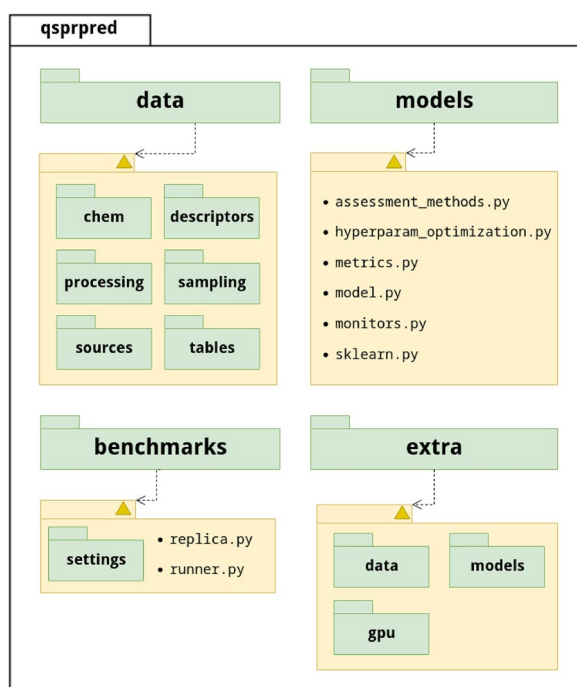 qsprpred
data
models
chem
descriptors
processing
sampling
sources
tables
• assessment_methods.py
• hyperparam_optimization.py
• metrics.py
• model.py
• monitors.py
• sklearn.py
benchmarks
extra
settings
• replica.py
• runner.py
data
models
gpu